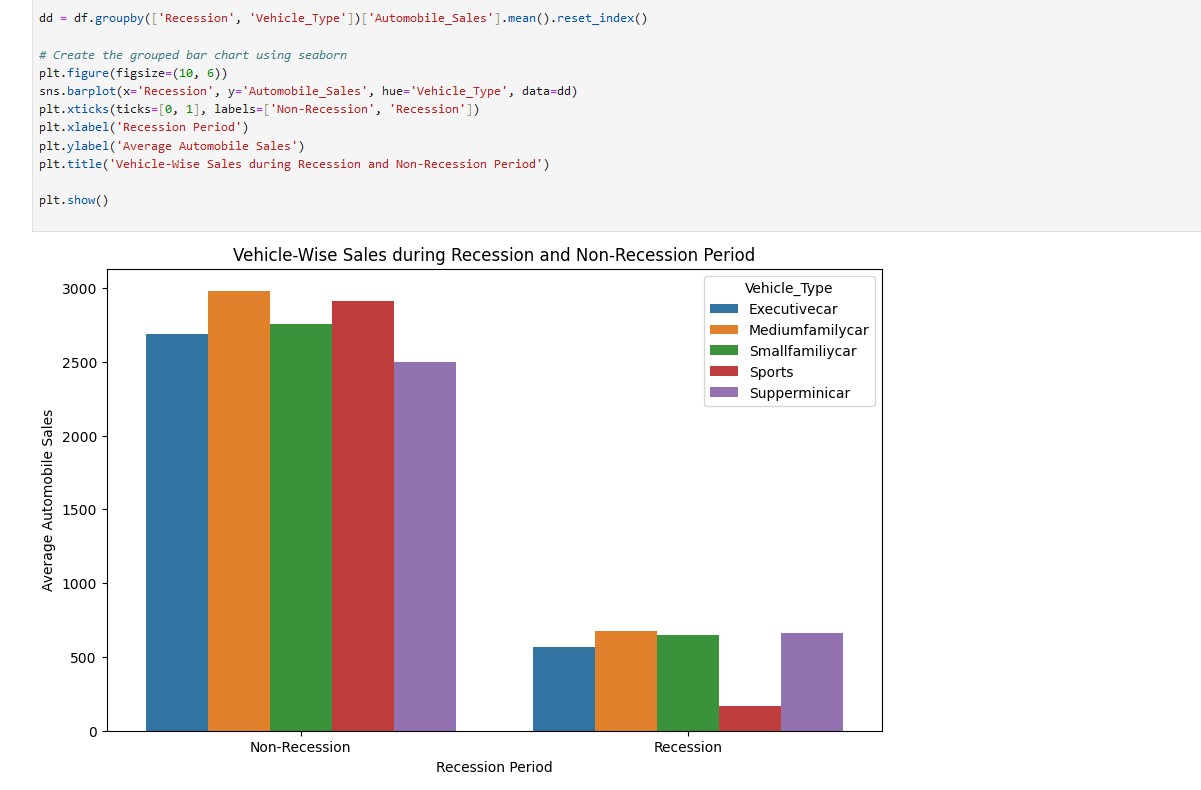 dd = df.groupby(['Recession', 'Vehicle_Type'])['Automobile_Sales'].mean().reset_index()
# Create the grouped bar chart using seaborn
plt.figure(figsize=(10, 6))
sns.barplot(x='Recession', y='Automobile_Sales', hue='Vehicle_Type', data=dd)
plt.xticks(ticks=[0, 1], labels=['Non-Recession', 'Recession'])
plt.xlabel('Recession Period')
plt.ylabel('Average Automobile Sales')
plt.title('Vehicle-Wise Sales during Recession and Non-Recession Period')
plt.show()
Vehicle-Wise Sales during Recession and Non-Recession Period
Vehicle_Type
Executivecar
Mediumfamilycar
Smallfamiliycar
Sports
Supperminicar
3000
2500
2000
1500
1000
500
0
Average Automobile Sales
Non-Recession
Recession
Recession Period